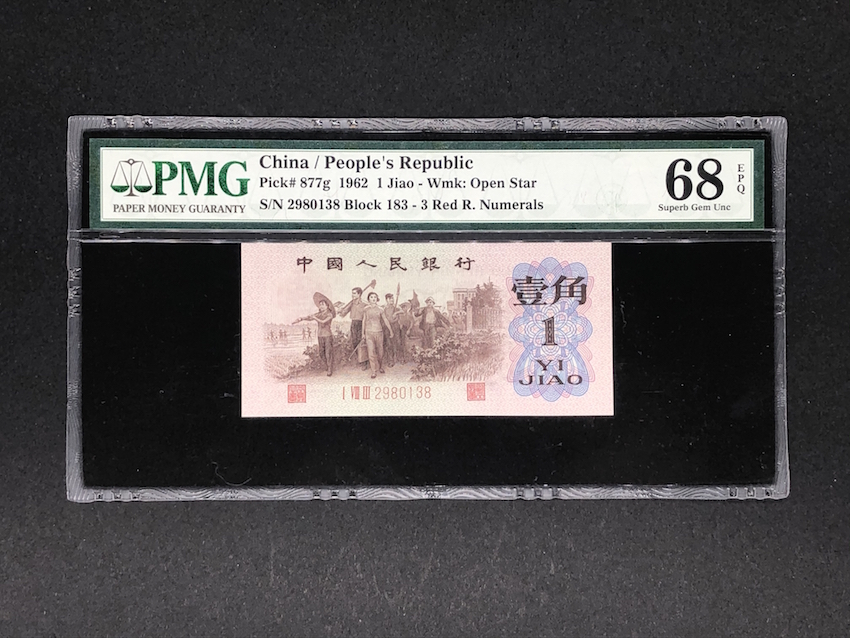 PMG
PAPER MONEY GUARANTY
China / People's Republic
Pick# 877g 1962 1 Jiao - Wmk: Open Star
S/N 2980138 Block 183 - 3 Red R. Numerals
68
EPQ
Superb Gem Unc
中國人民銀行
壹角
1
YI
JIAO
I VIII III 2980138